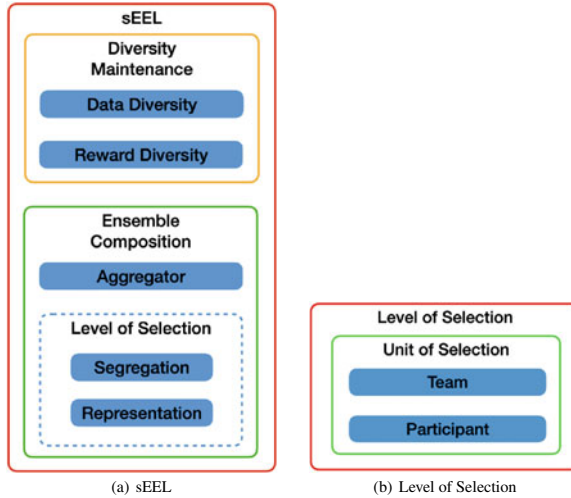 sEEL
Diversity
Maintenance
Data Diversity
Reward Diversity
Ensemble
Composition
Aggregator
Level of Selection
Segregation
Representation
(a) sEEL
Level of Selection
Unit of Selection
Team
Participant
(b) Level of Selection